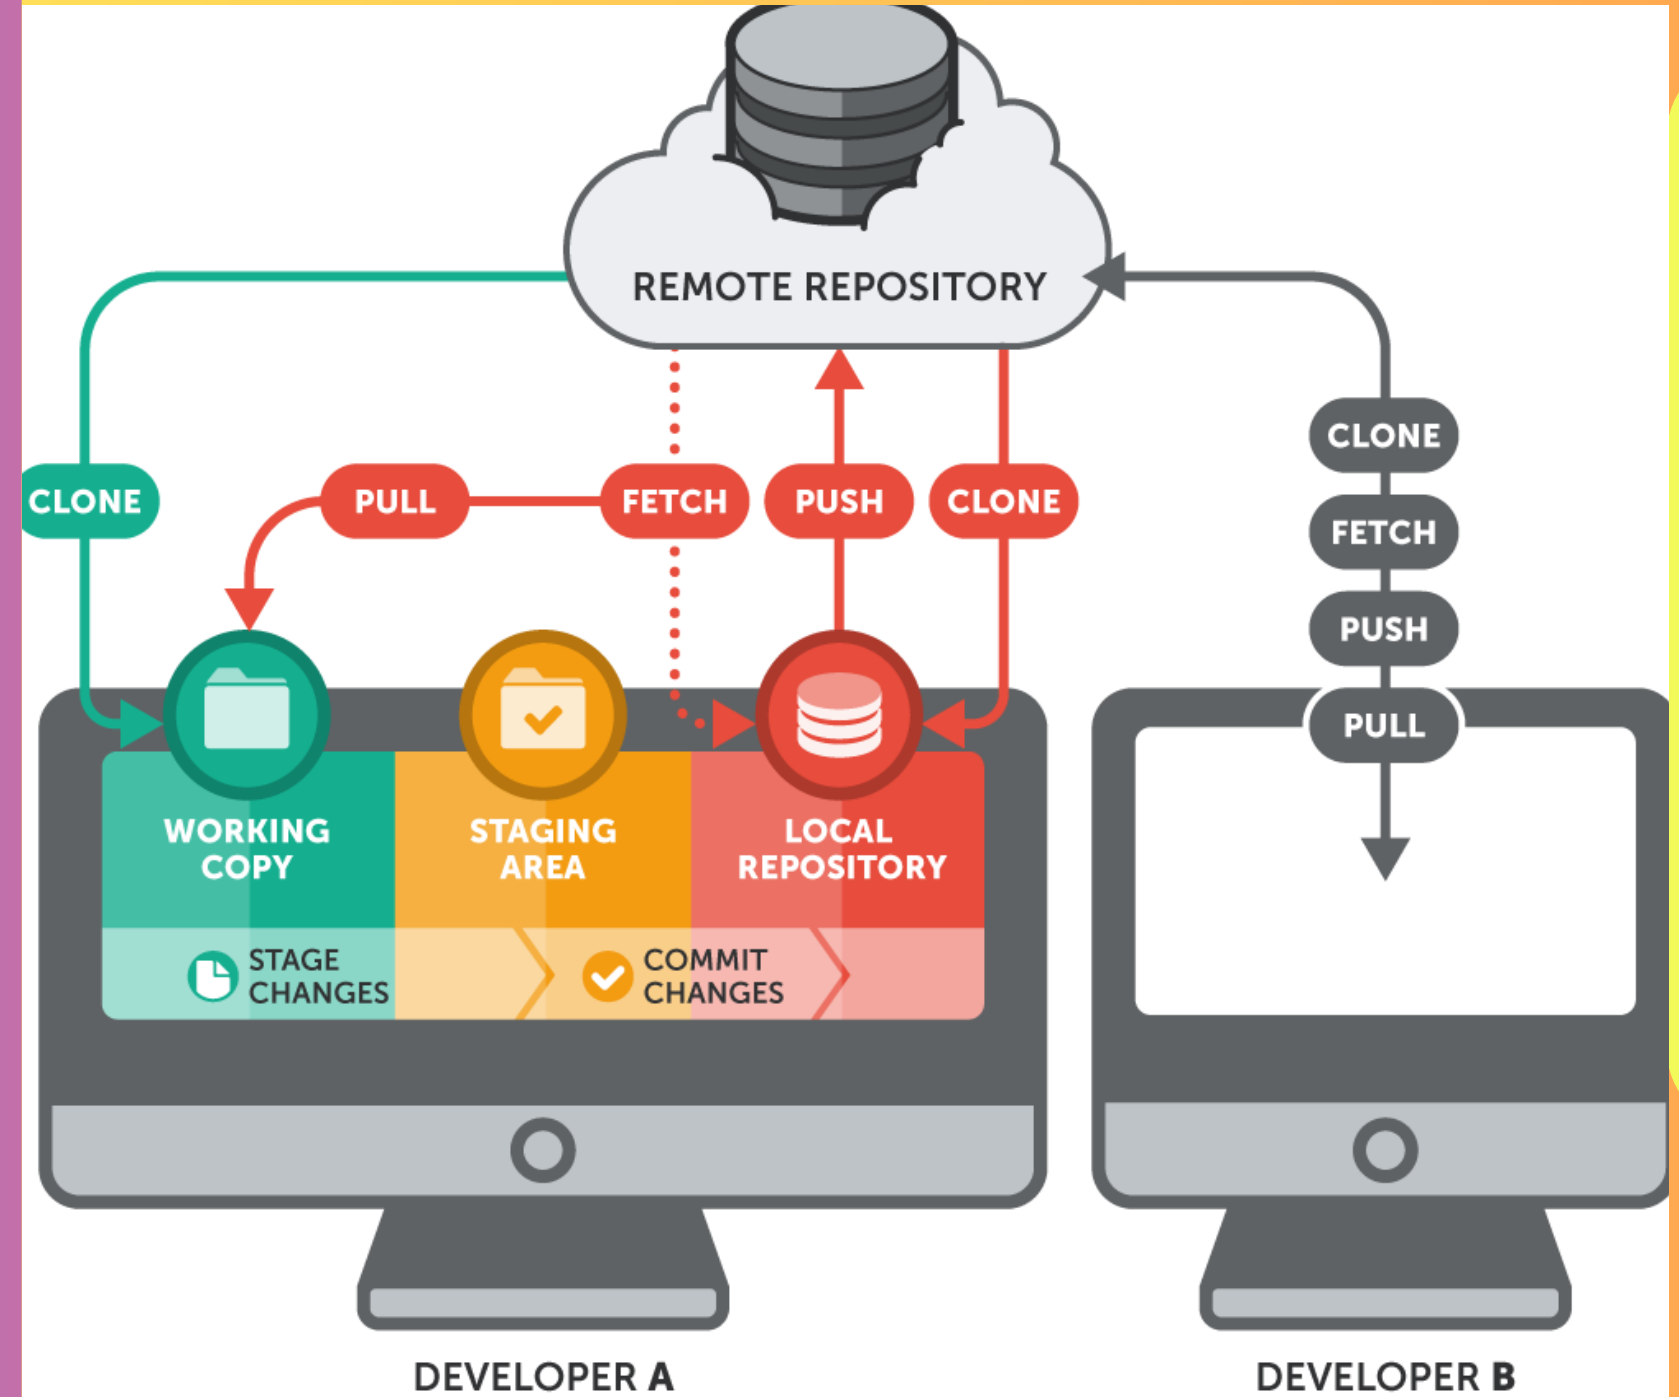 REMOTE REPOSITORY
CLONE
PULL
FETCH
PUSH
CLONE
CLONE
FETCH
PUSH
PULL
WORKING
COPY
STAGING
AREA
LOCAL
REPOSITORY
STAGE
CHANGES
COMMIT
CHANGES
DEVELOPER A
DEVELOPER B